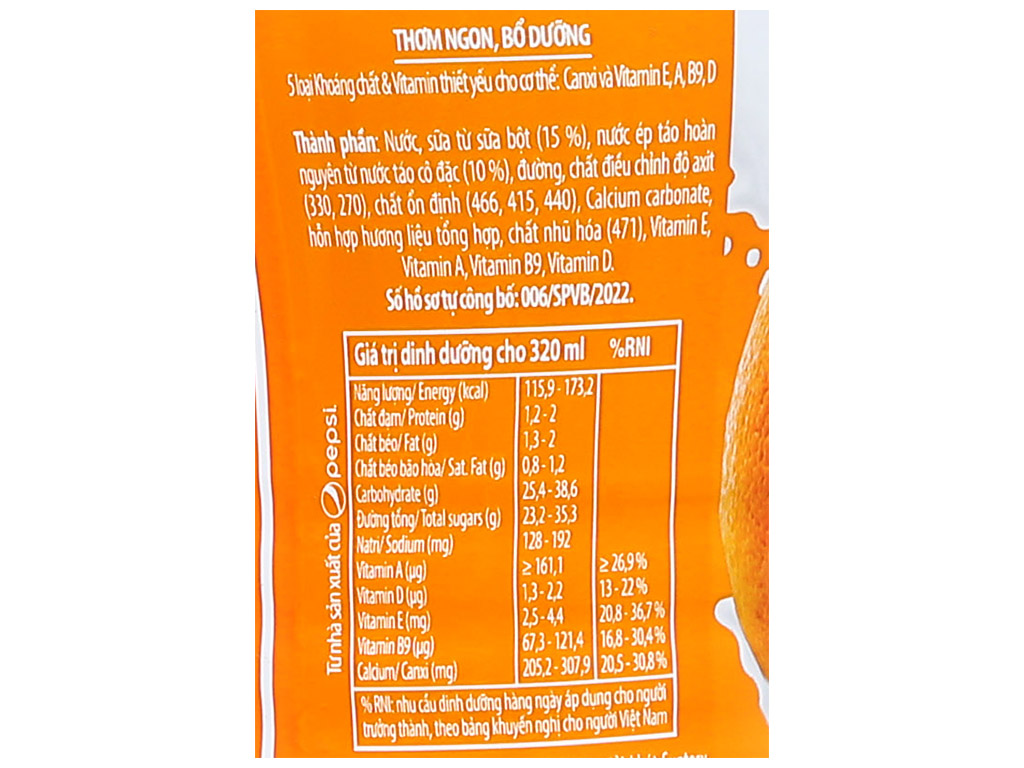 THƠM NGON, BỔ DƯỠNG
5 loại Khoáng chất & Vitamin thiết yếu cho cơ thể: Canxi và Vitamin E, A, B9, D
Thành phần: Nước, sữa từ sữa bột (15 %), nước ép táo hoàn
nguyên từ nước táo cô đặc (10 %), đường, chất điều chỉnh độ axit
(330, 270), chất ổn định (466, 415, 440), Calcium carbonate,
hỗn hợp hương liệu tổng hợp, chất nhũ hóa (471), Vitamin E,
Vitamin A, Vitamin B9, Vitamin D.
Số hồ sơ tự công bố: 006/SPVB/2022.
Giá trị dinh dưỡng cho 320 ml %RNI
Năng lượng/ Energy (kcal) 115,9 - 173,2
Chất đạm/ Protein (g) 1,2 - 2
Chất béo/ Fat (g) 1,3 - 2
Chất béo bão hòa/ Sat. Fat (g) 0,8 - 1,2
Carbohydrate (g) 25,4 - 38,6
Đường tổng/ Total sugars (g) 23,2 - 35,3
Natri/ Sodium (mg) 128 - 192
Vitamin A (µg) ≥ 161,1 ≥ 26,9 %
Vitamin D (µg) 1,3 - 2,2 13 - 22 %
Vitamin E (mg) 2,5 - 4,4 20,8 - 36,7 %
Vitamin B9 (µg) 67,3 - 121,4 16,8 - 30,4 %
Calcium/ Canxi (mg) 205,2 - 307,9 20,5 - 30,8 %
% RNI: nhu cầu dinh dưỡng hàng ngày áp dụng cho người
trưởng thành, theo bảng khuyến nghị cho người Việt Nam
Từ nhà sản xuất của pepsi.